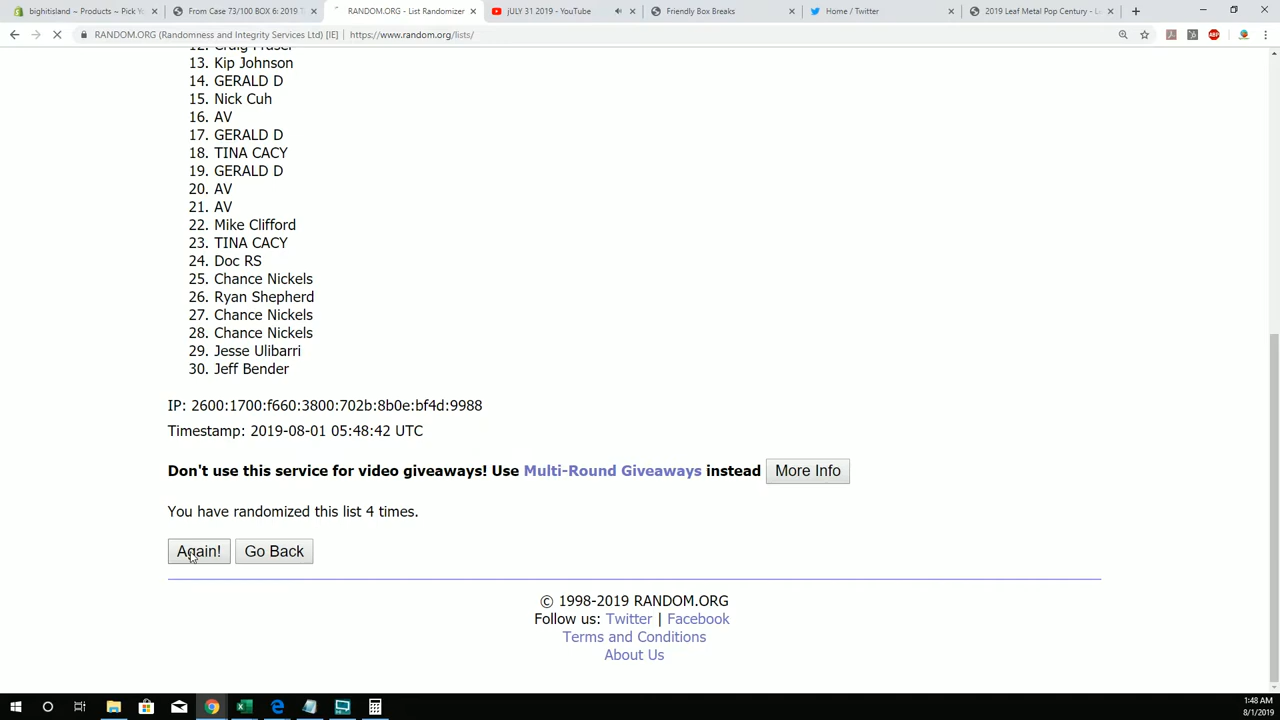 bighitisland ~ Products ~ Pick Yo
From Case 73/100 BOX 6: ~ 2019 T
RANDOM.ORG - List Randomizer
jULY 31 2019 - YouTube
Friendly Box Breaks
Home / Twitter
2019 Leaf Metal Pop Century - L
RANDOM.ORG (Randomness and Integrity Services Ltd) [IE] | https://www.random.org/lists/
ABP
12. Craig Fraser
13. Kip Johnson
14. GERALD D
15. Nick Cuh
16. AV
17. GERALD D
18. TINA CACY
19. GERALD D
20. AV
21. AV
22. Mike Clifford
23. TINA CACY
24. Doc RS
25. Chance Nickels
26. Ryan Shepherd
27. Chance Nickels
28. Chance Nickels
29. Jesse Ulibarri
30. Jeff Bender
IP: 2600:1700:f660:3800:702b:8b0e:bf4d:9988
Timestamp: 2019-08-01 05:48:42 UTC
Don't use this service for video giveaways! Use Multi-Round Giveaways instead More Info
You have randomized this list 4 times.
Again! Go Back
© 1998-2019 RANDOM.ORG
Follow us: Twitter | Facebook
Terms and Conditions
About Us
1:48 AM
8/1/2019